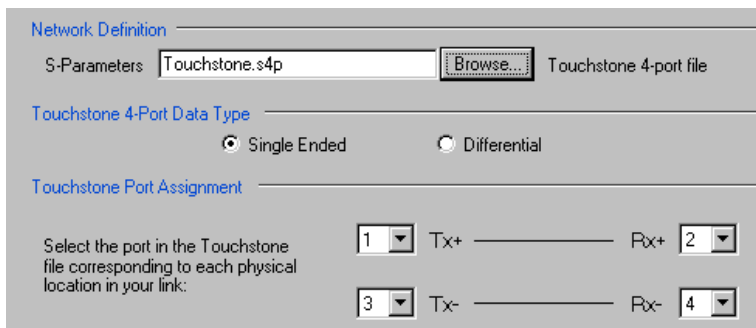 Network Definition
S-Parameters Touchstone.s4p Browse... Touchstone 4-port file
Touchstone 4-Port Data Type
Single Ended Differential
Touchstone Port Assignment
Select the port in the Touchstone
file corresponding to each physical
location in your link:
1 Tx+ Rx+ 2
3 Tx- Rx- 4